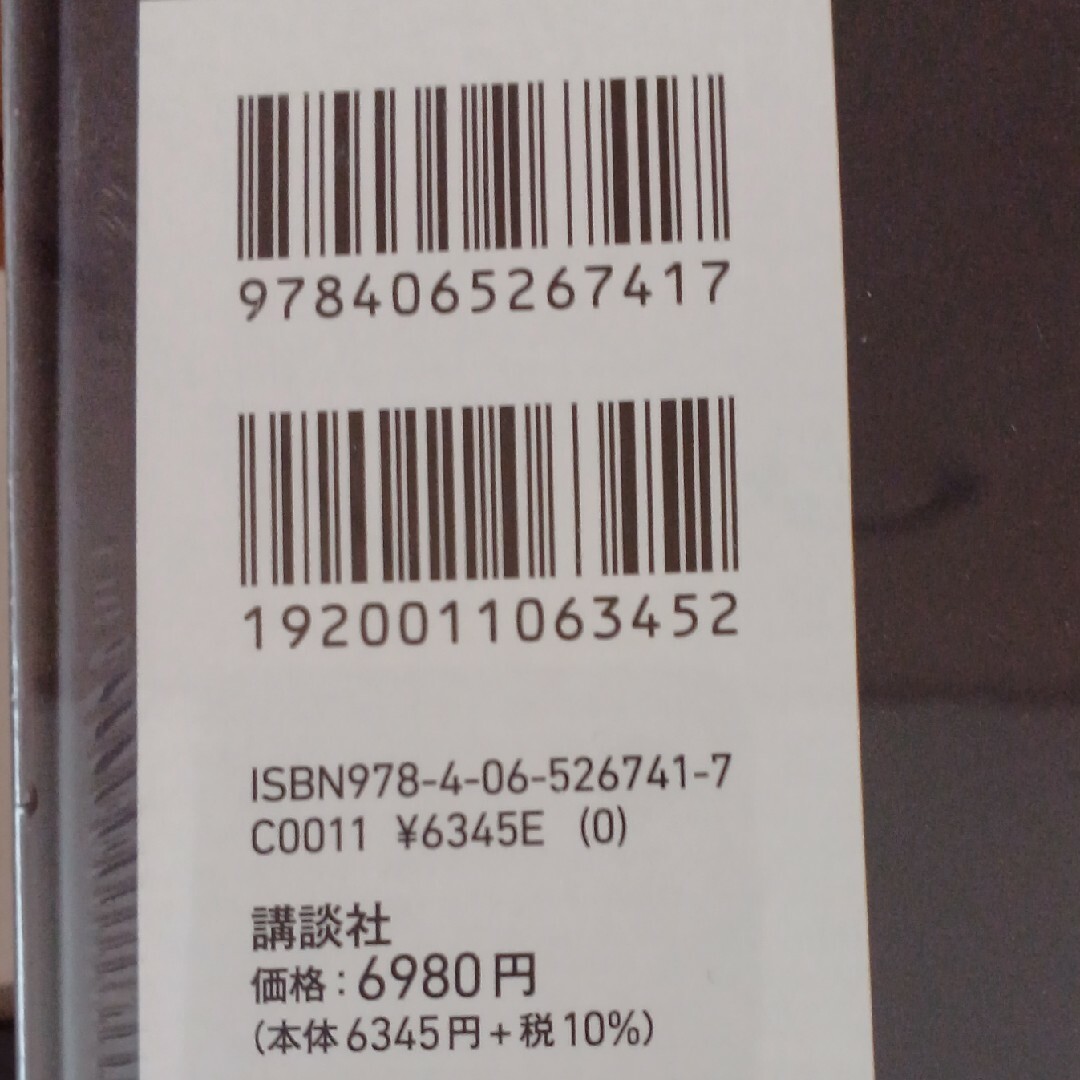 9784065267417
1920011063452
ISBN978-4-06-526741-7
C0011 ¥6345E (0)
講談社
価格：6980円
(本体6345円+税10%)